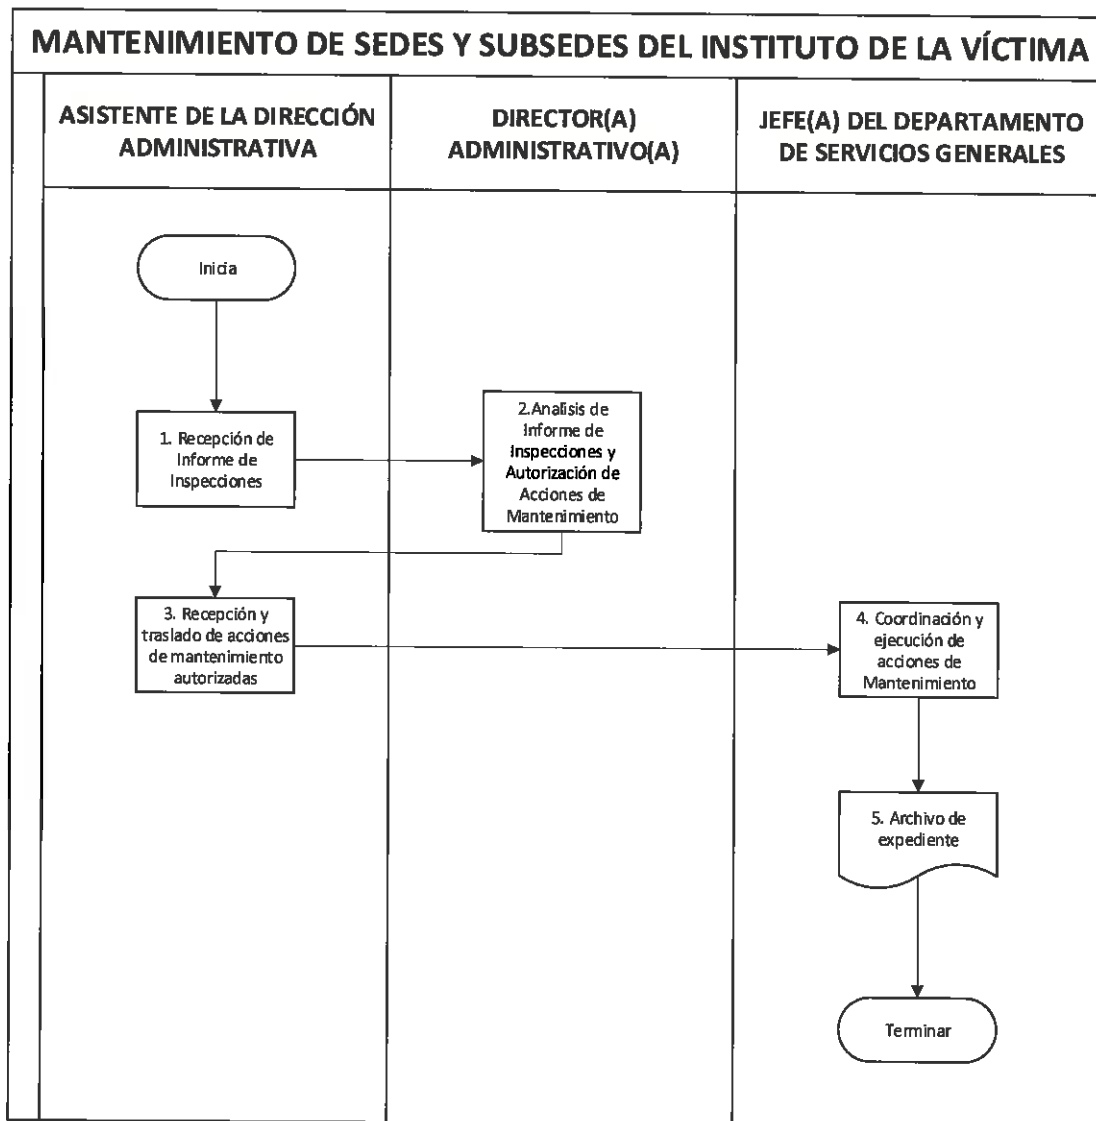 MANTENIMIENTO DE SEDES Y SUBSEDES DEL INSTITUTO DE LA VÍCTIMA
ASISTENTE DE LA DIRECCIÓN
ADMINISTRATIVA
DIRECTOR(A)
ADMINISTRATIVO(A)
JEFE(A) DEL DEPARTAMENTO
DE SERVICIOS GENERALES
Inicia
1. Recepción de
Informe de
Inspecciones
2.Analisis de
Informe de
Inspecciones y
Autorización de
Acciones de
Mantenimiento
3. Recepción y
traslado de acciones
de mantenimiento
autorizadas
4. Coordinación y
ejecución de
acciones de
Mantenimiento
5. Archivo de
expediente
Terminar